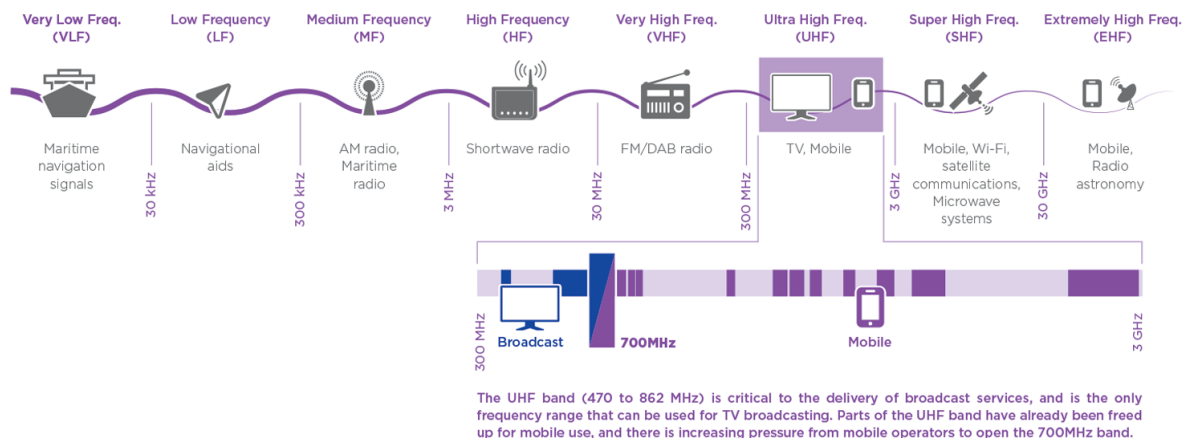 Very Low Freq.
(VLF)
Low Frequency
(LF)
Medium Frequency
(MF)
High Frequency
(HF)
Very High Freq.
(VHF)
Ultra High Freq.
(UHF)
Super High Freq.
(SHF)
Extremely High Freq.
(EHF)
Maritime
navigation
signals
Navigational
aids
AM radio,
Maritime
radio
Shortwave radio
FM/DAB radio
TV, Mobile
Mobile, Wi-Fi,
satellite
communications,
Microwave
systems
Mobile,
Radio
astronomy
30 kHz
300 kHz
3 MHz
30 MHz
300 MHz
3 GHz
30 GHz
300 MHz
Broadcast
700MHz
Mobile
3 GHz
The UHF band (470 to 862 MHz) is critical to the delivery of broadcast services, and is the only
frequency range that can be used for TV broadcasting. Parts of the UHF band have already been freed
up for mobile use, and there is increasing pressure from mobile operators to open the 700MHz band.